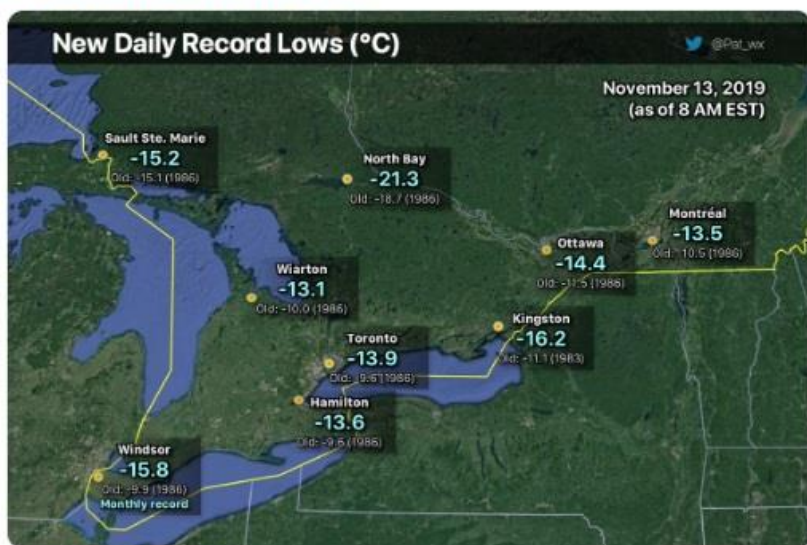 New Daily Record Lows (°C)
@Pat_wx
November 13, 2019
(as of 8 AM EST)
Sault Ste. Marie
-15.2
Old: -15.1 (1986)
North Bay
-21.3
Old: -18.7 (1986)
Montréal
-13.5
Old: -10.5 (1986)
Ottawa
-14.4
Old: -11.5 (1986)
Wiarton
-13.1
Old: -10.0 (1986)
Kingston
-16.2
Old: -11.1 (1983)
Toronto
-13.9
Old: -9.6 (1986)
Hamilton
-13.6
Old: -9.6 (1986)
Windsor
-15.8
Old: -9.9 (1986)
Monthly record